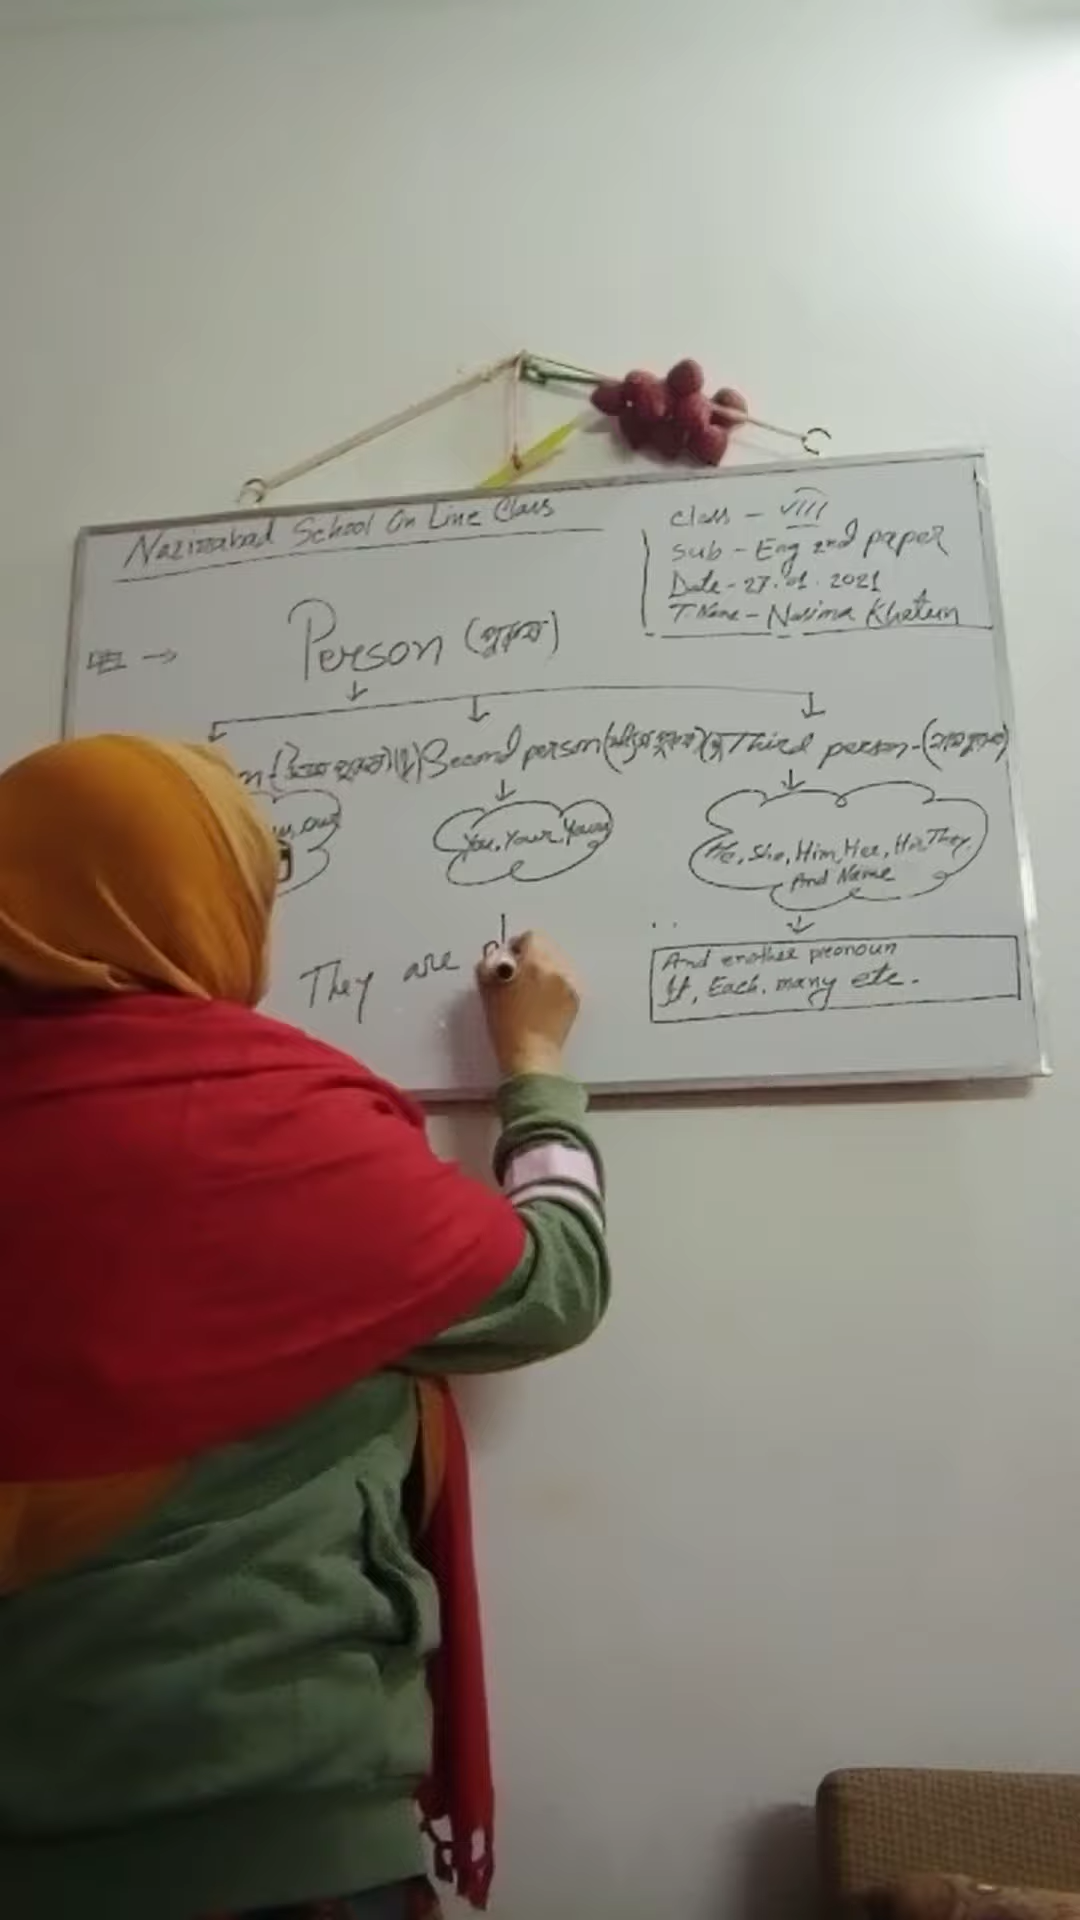 Nazimabad School On Line Class
class - VIII
Sub - Eng 2nd paper
Date - 27.01.2021
T.Name - Nasima Khatun
Person (পুরুষ)
Second person Third person -
our
You, Your, Yours
He, She, Him, Her, His, They,
And Name
They are
And another pronoun
It, Each, many etc.